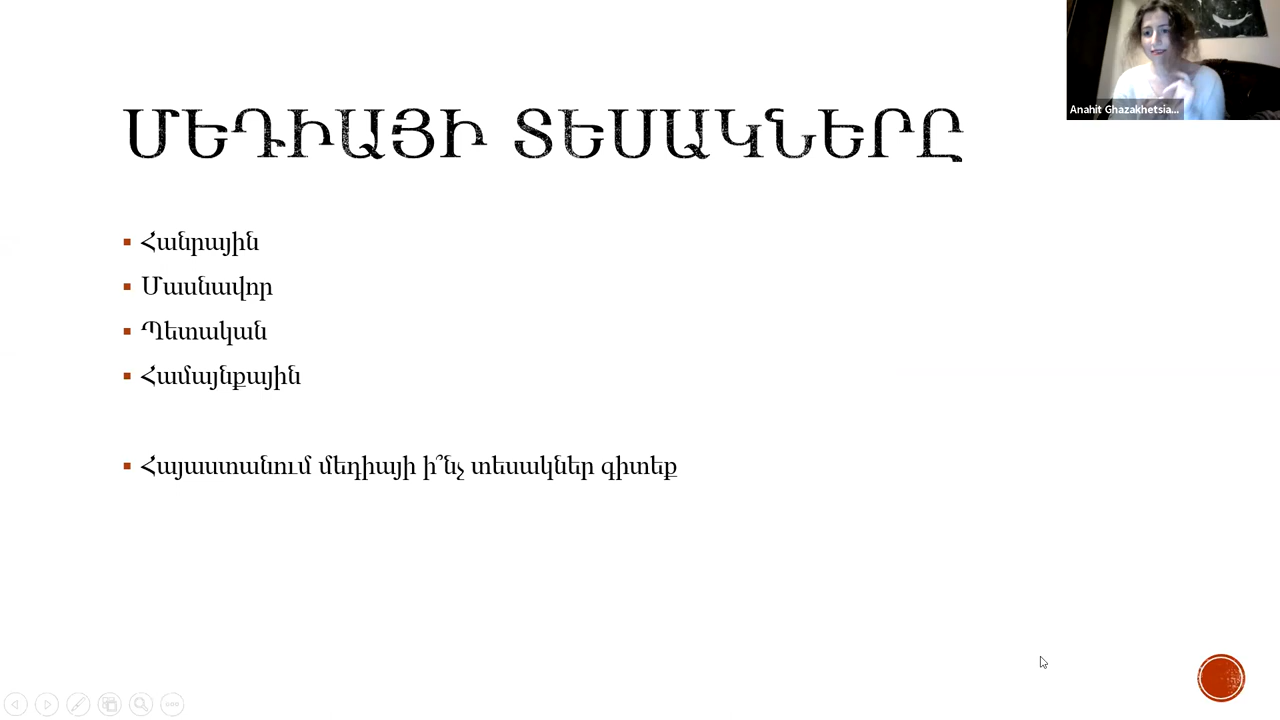 ՄԵԴԻԱՅԻ ՏԵՍԱԿՆԵՐԸ
Հանրային
Մասնավոր
Պետական
Համայնքային
Հայաստանում մեդիայի ի՞նչ տեսակներ գիտեք
Anahit Ghazakhetsia...